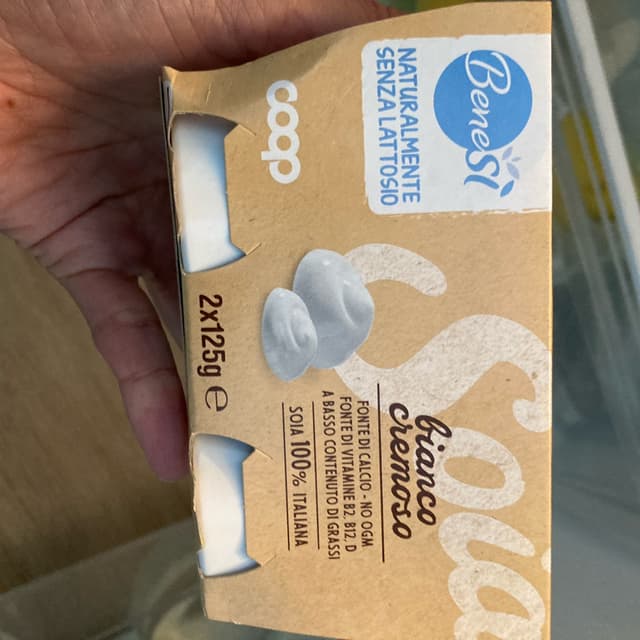 BeneSì
NATURALMENTE
SENZA LATTOSIO
coop
Soia
bianco
cremoso
FONTE DI CALCIO - NO OGM
FONTE DI VITAMINE B2, B12, D
A BASSO CONTENUTO DI GRASSI
SOIA 100% ITALIANA
2x125g ℮